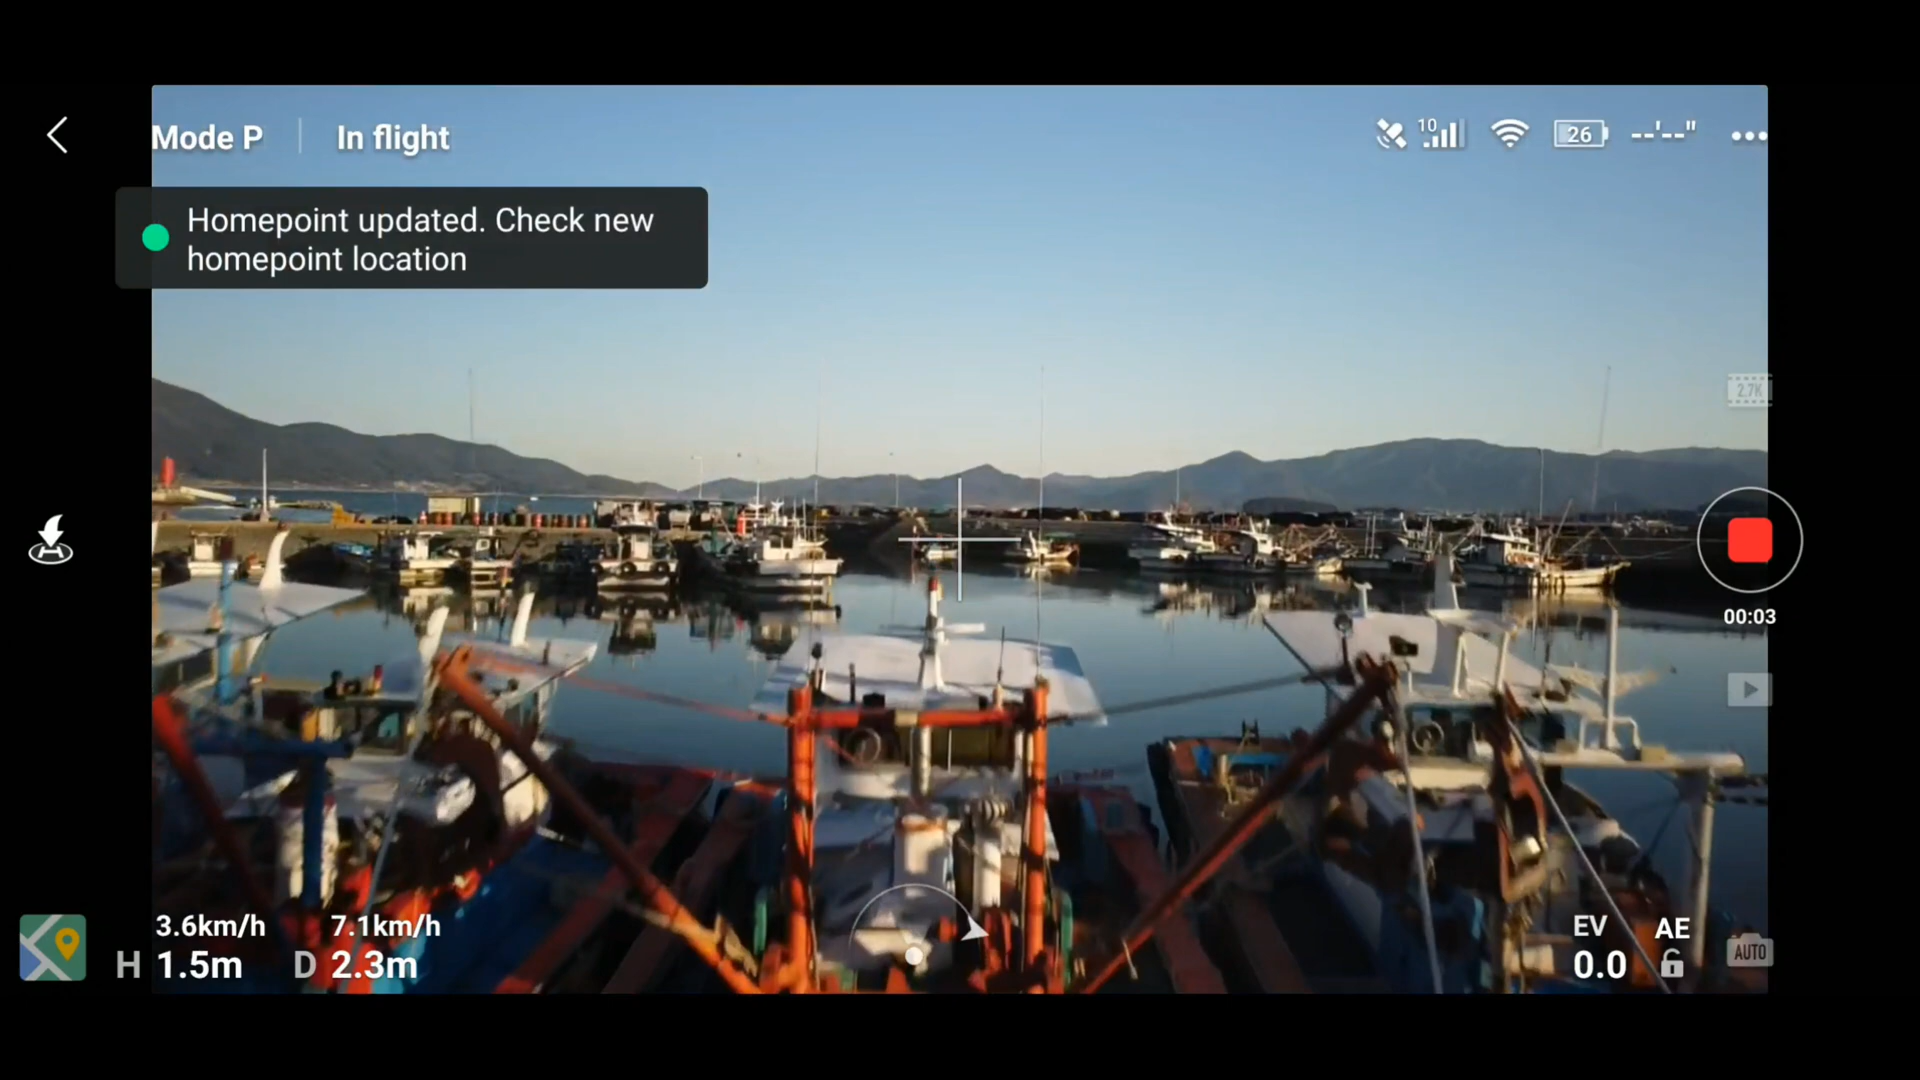 Mode P
In flight
10
26
--'--"
Homepoint updated. Check new
homepoint location
2.7K
00:03
3.6km/h
7.1km/h
H 1.5m
D 2.3m
EV
0.0
AE
AUTO